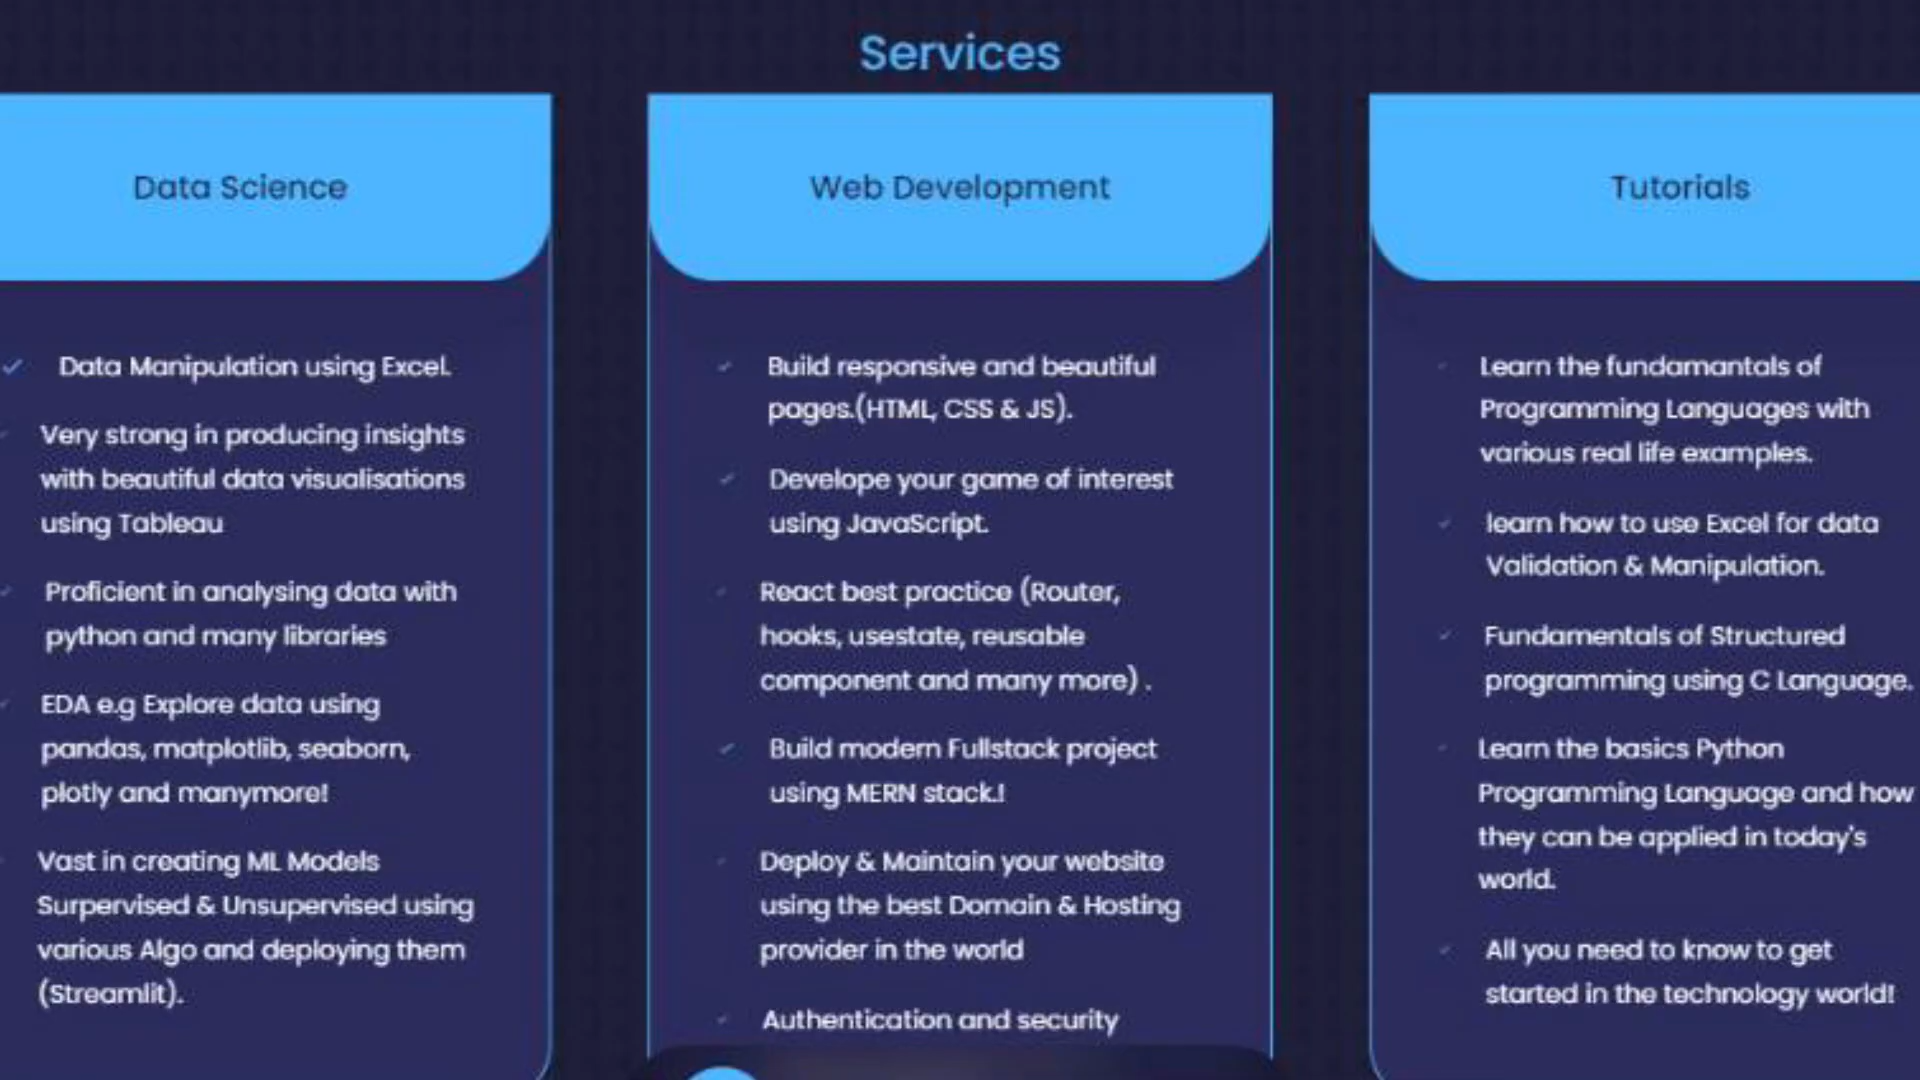 Services
Data Science
Data Manipulation using Excel.
Very strong in producing insights
with beautiful data visualisations
using Tableau
Proficient in analysing data with
python and many libraries
EDA e.g Explore data using
pandas, matplotlib, seaborn,
plotly and manymore!
Vast in creating ML Models
Surpervised & Unsupervised using
various Algo and deploying them
(Streamlit).
Web Development
Build responsive and beautiful
pages.(HTML, CSS & JS).
Develope your game of interest
using JavaScript.
React best practice (Router,
hooks, usestate, reusable
component and many more) .
Build modern Fullstack project
using MERN stack.!
Deploy & Maintain your website
using the best Domain & Hosting
provider in the world
Authentication and security
Tutorials
Learn the fundamantals of
Programming Languages with
various real life examples.
learn how to use Excel for data
Validation & Manipulation.
Fundamentals of Structured
programming using C Language.
Learn the basics Python
Programming Language and how
they can be applied in today's
world.
All you need to know to get
started in the technology world!